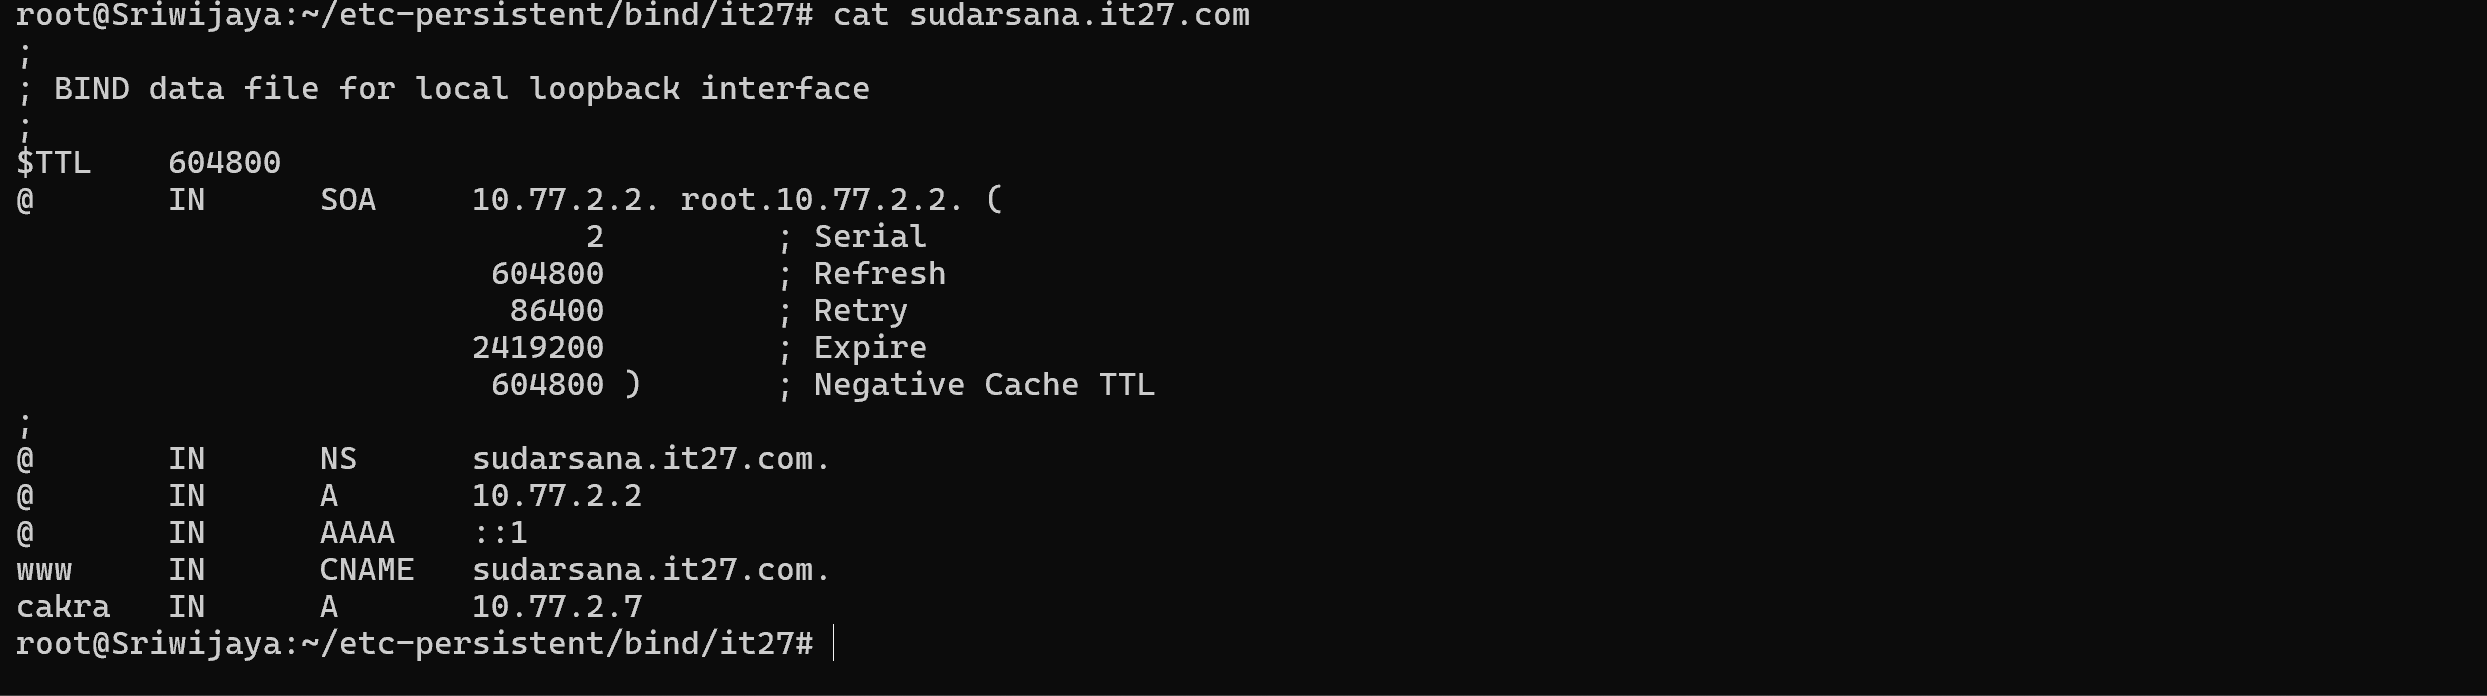 root@Sriwijaya:~/etc-persistent/bind/it27# cat sudarsana.it27.com
;
; BIND data file for local loopback interface
;
$TTL    604800
@       IN      SOA     10.77.2.2. root.10.77.2.2. (
                              2         ; Serial
                         604800         ; Refresh
                          86400         ; Retry
                        2419200         ; Expire
                         604800 )       ; Negative Cache TTL
;
@       IN      NS      sudarsana.it27.com.
@       IN      A       10.77.2.2
@       IN      AAAA    ::1
www     IN      CNAME   sudarsana.it27.com.
cakra   IN      A       10.77.2.7
root@Sriwijaya:~/etc-persistent/bind/it27#